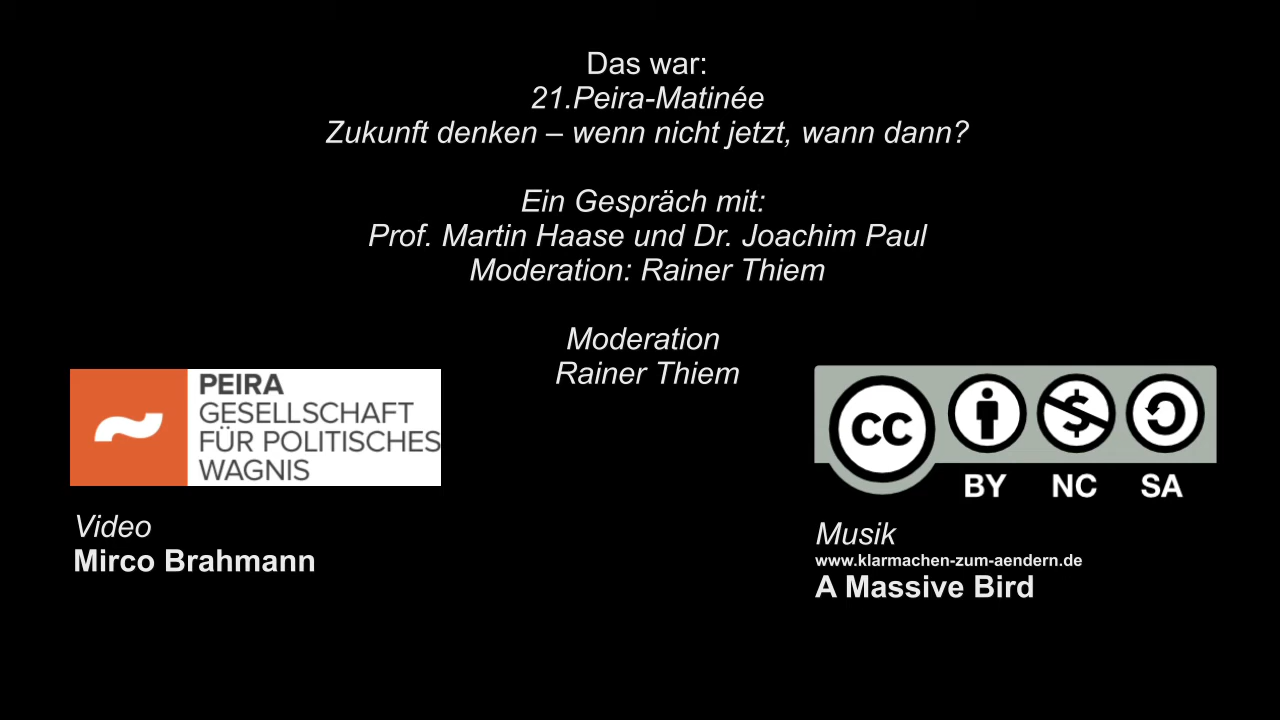 Das war:
21.Peira-Matinée
Zukunft denken – wenn nicht jetzt, wann dann?
Ein Gespräch mit:
Prof. Martin Haase und Dr. Joachim Paul
Moderation: Rainer Thiem
Moderation
Rainer Thiem
PEIRA
GESELLSCHAFT
FÜR POLITISCHES
WAGNIS
cc
BY NC SA
Video
Mirco Brahmann
Musik
www.klarmachen-zum-aendern.de
A Massive Bird